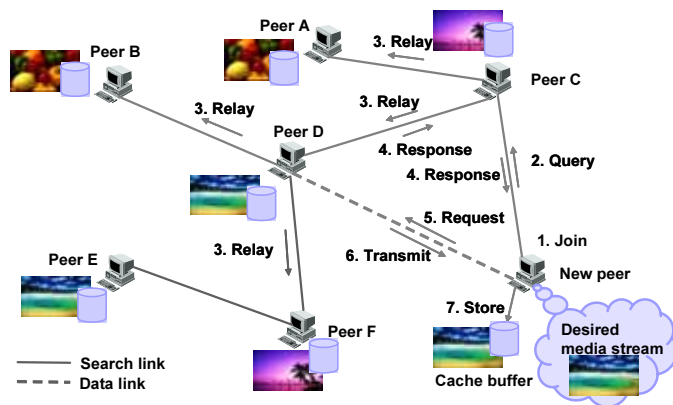 Peer A
Peer B
3. Relay
Peer C
3. Relay
3. Relay
Peer D
4. Response
2. Query
4. Response
5. Request
1. Join
3. Relay
6. Transmit
Peer E
New peer
7. Store
Peer F
Desired
media stream
Search link
Data link
Cache buffer